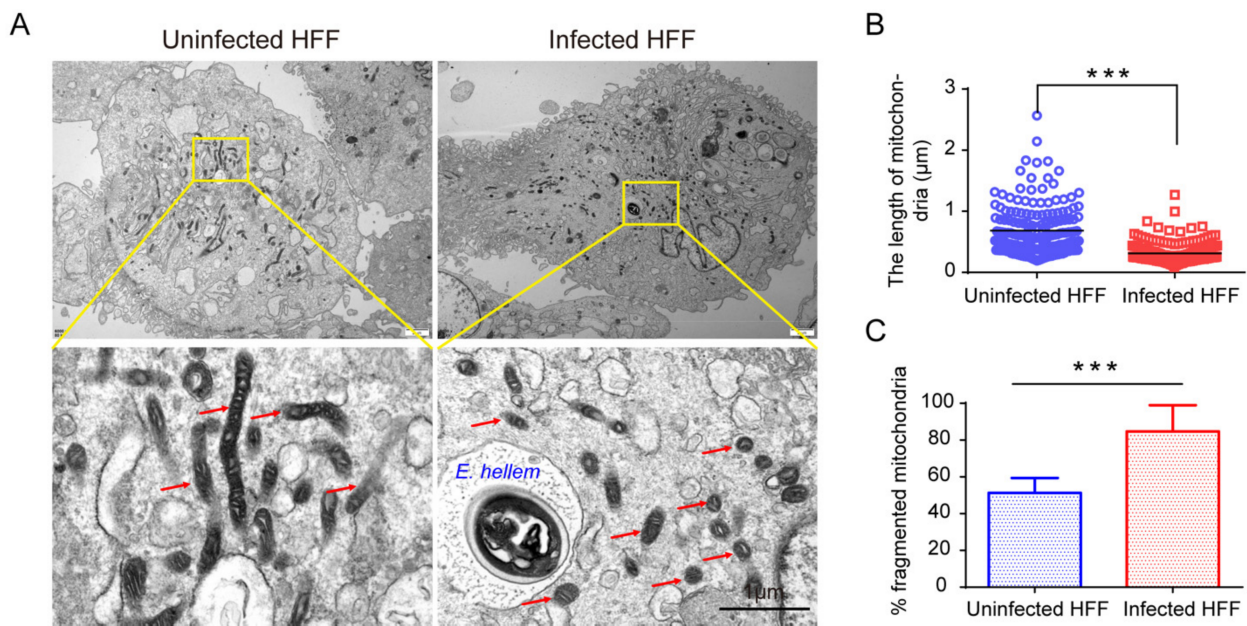 A
Uninfected HFF
Infected HFF
E. hellem
1μm
B
The length of mitochon-
dria (μm)
3
2
1
0
***
Uninfected HFF
Infected HFF
C
% fragmented mitochondria
100
80
60
40
20
0
***
Uninfected HFF
Infected HFF